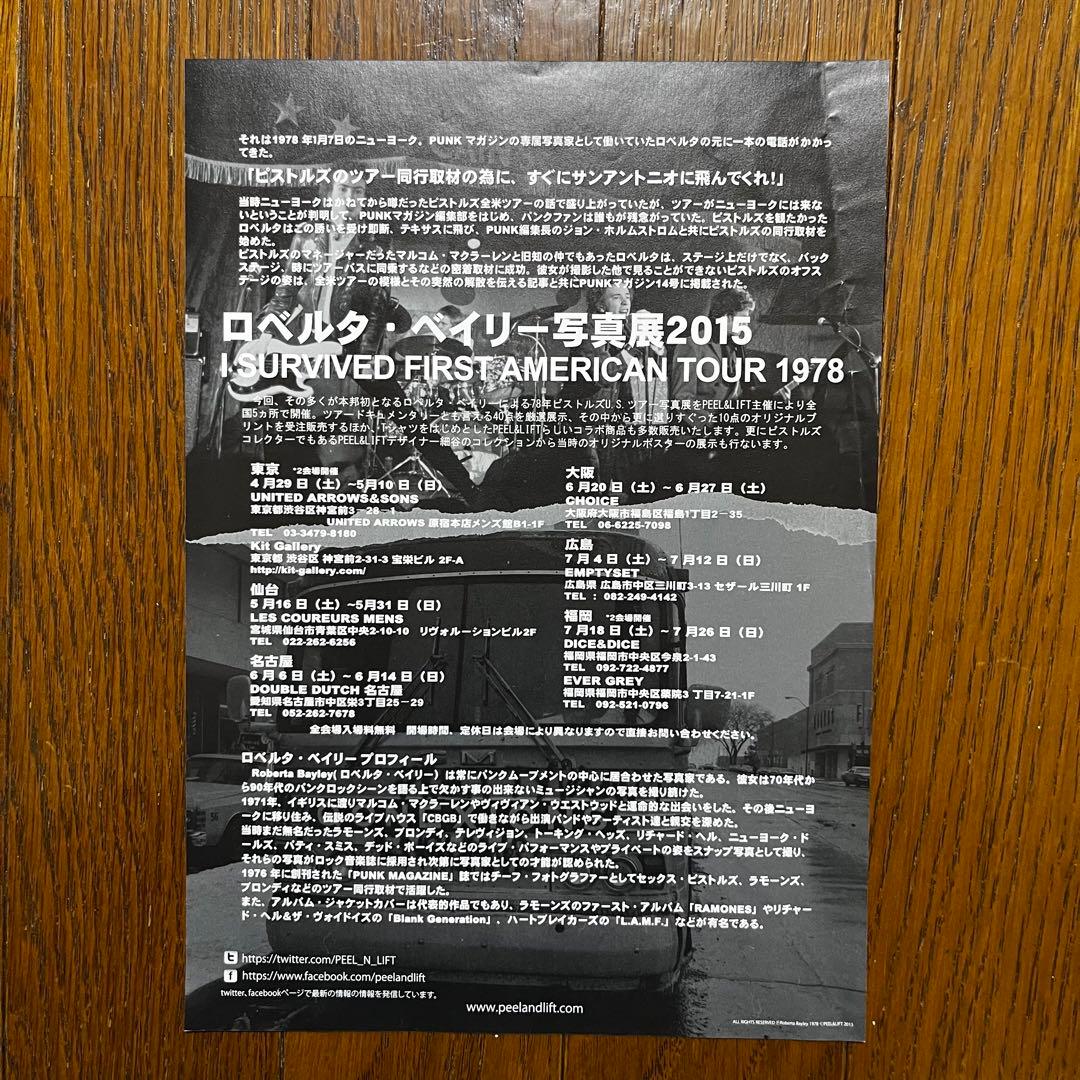 それは1978 年1月7日のニューヨーク。PUNK マガジンの専属写真家として働いていたロベルタの元に一本の電話がかかっ
てきた。
「ピストルズのツアー同行取材の為に、すぐにサンアントニオに飛んでくれ!」
当時ニューヨークはかねてから噂だったピストルズ全米ツアーの話で盛り上がっていたが、ツアーがニューヨークには来な
いということが判明して、PUNKマガジン編集部をはじめ、パンクファンは誰もが残念がっていた。ピストルズを観たかった
ロベルタはこの誘いを受け即断、テキサスに飛び、PUNK編集長のジョン・ホルムストロムと共にピストルズの同行取材を
始めた。
ピストルズのマネージャーだったマルコム・マクラーレンと旧知の仲でもあったロベルタは、ステージ上だけでなく、バック
ステージ、時にツアーバスに同乗するなどの密着取材に成功。彼女が撮影した他で見ることができないピストルズのオフス
テージの姿は、全米ツアーの模様とその突然の解散を伝える記事と共にPUNKマガジン14号に掲載された。
ロベルタ・ベイリー写真展2015
I SURVIVED FIRST AMERICAN TOUR 1978
今回、その多くが本邦初となるロベルタ・ベイリーによる78年ピストルズU.S.ツアー写真展をPEEL&LIFT主催により全
国5ヵ所で開催。ツアードキュメンタリーとも言える40点を厳選展示、その中から更に選りすぐった10点のオリジナルプ
リントを受注販売するほか、TシャツをはじめとしたPEEL&LIFTらしいコラボ商品も多数販売いたします。更にピストルズ
コレクターでもあるPEEL&LIFTデザイナー細谷のコレクションから当時のオリジナルポスターの展示も行ないます。
東京 *2会場開催
4月29日(土)~5月10日(日)
UNITED ARROWS&SONS
東京都渋谷区神宮前3-28-1
UNITED ARROWS 原宿本店メンズ館B1-1F
TEL 03-3479-8180
Kit Gallery
東京都 渋谷区 神宮前2-31-3 宝栄ビル 2F-A
http://kit-gallery.com/
仙台
5月16日(土)~5月31日(日)
LES COUREURS MENS
宮城県仙台市青葉区中央2-10-10 リヴォルーションビル2F
TEL 022-262-6256
名古屋
6月6日(土)~6月14日(日)
DOUBLE DUTCH 名古屋
愛知県名古屋市中区栄3丁目25-29
TEL 052-262-7678
大阪
6月20日(土)~6月27日(土)
CHOICE
大阪府大阪市福島区福島1丁目2-35
TEL 06-6225-7098
広島
7月4日(土)~7月12日(日)
EMPTYSET
広島県 広島市中区三川町3-13 セザール三川町 1F
TEL : 082-249-4142
福岡 *2会場開催
7月18日(土)~7月26日(日)
DICE&DICE
福岡県福岡市中央区今泉2-1-43
TEL 092-722-4877
EVER GREY
福岡県福岡市中央区薬院3 丁目7-21-1F
TEL 092-521-0796
全会場入場料無料 開場時間、定休日は会場により異なりますので直接お問い合わせください。
ロベルタ・ベイリー プロフィール
Roberta Bayley(ロベルタ・ベイリー)は常にパンクムーブメントの中心に居合わせた写真家である。彼女は70年代か
ら90年代のパンクロックシーンを語る上で欠かす事の出来ないミュージシャンの写真を撮り続けた。
1971年、イギリスに渡りマルコム・マクラーレンやヴィヴィアン・ウエストウッドと運命的な出会いをした。その後ニューヨ
ークに移り住み、伝説のライブハウス「CBGB」で働きながら出演バンドやアーティスト達と親交を深めた。
当時まだ無名だったラモーンズ、ブロンディ、テレヴィジョン、トーキング・ヘッズ、リチャード・ヘル、ニューヨーク・ド
ールズ、パティ・スミス、デッド・ボーイズなどのライブ・パフォーマンスやプライベートの姿をスナップ写真として撮り、
それらの写真がロック音楽誌に採用され次第に写真家としての才能が認められた。
1976 年に創刊された「PUNK MAGAZINE」誌ではチーフ・フォトグラファーとしてセックス・ピストルズ、ラモーンズ、
ブロンディなどのツアー同行取材で活躍した。
また、アルバム・ジャケットカバーは代表的作品でもあり、ラモーンズのファースト・アルバム「RAMONES」やリチャー
ド・ヘル&ザ・ヴォイドイズの「Blank Generation」、ハートブレイカーズの「L.A.M.F.」などが有名である。
https://twitter.com/PEEL_N_LIFT
https://www.facebook.com/peelandlift
twitter、facebookページで最新の情報の情報を発信しています。
www.peelandlift.com
ALL RIGHTS RESERVED ℗Roberta Bayley 1978 ©PEEL&LIFT 2015